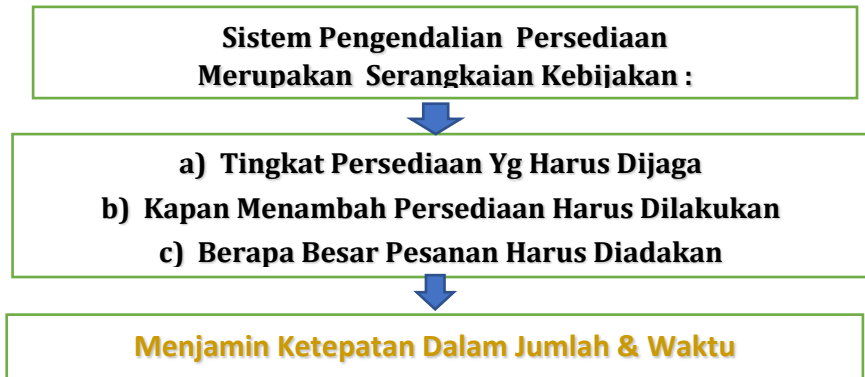 Sistem Pengendalian Persediaan
Merupakan Serangkaian Kebijakan :
a) Tingkat Persediaan Yg Harus Dijaga
b) Kapan Menambah Persediaan Harus Dilakukan
c) Berapa Besar Pesanan Harus Diadakan
Menjamin Ketepatan Dalam Jumlah & Waktu